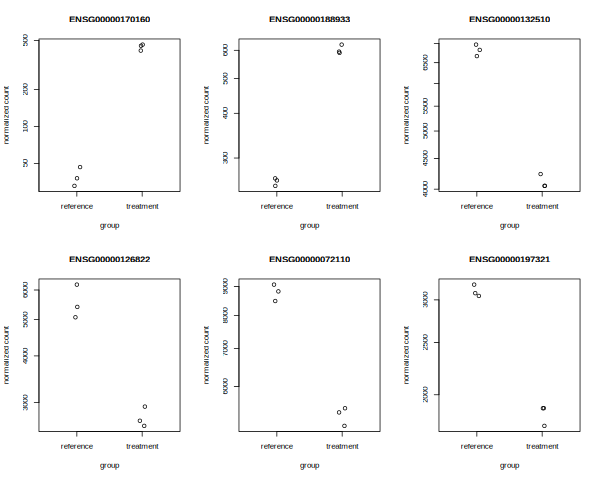 ENSG00000170160
normalized count
500
200
100
50
reference
treatment
group
ENSG00000188933
normalized count
600
500
400
300
reference
treatment
group
ENSG00000132510
normalized count
6500
5500
5000
4500
4000
reference
treatment
group
ENSG00000126822
normalized count
6000
5000
4000
3000
reference
treatment
group
ENSG00000072110
normalized count
9000
8000
7000
6000
reference
treatment
group
ENSG00000197321
normalized count
3000
2500
2000
reference
treatment
group